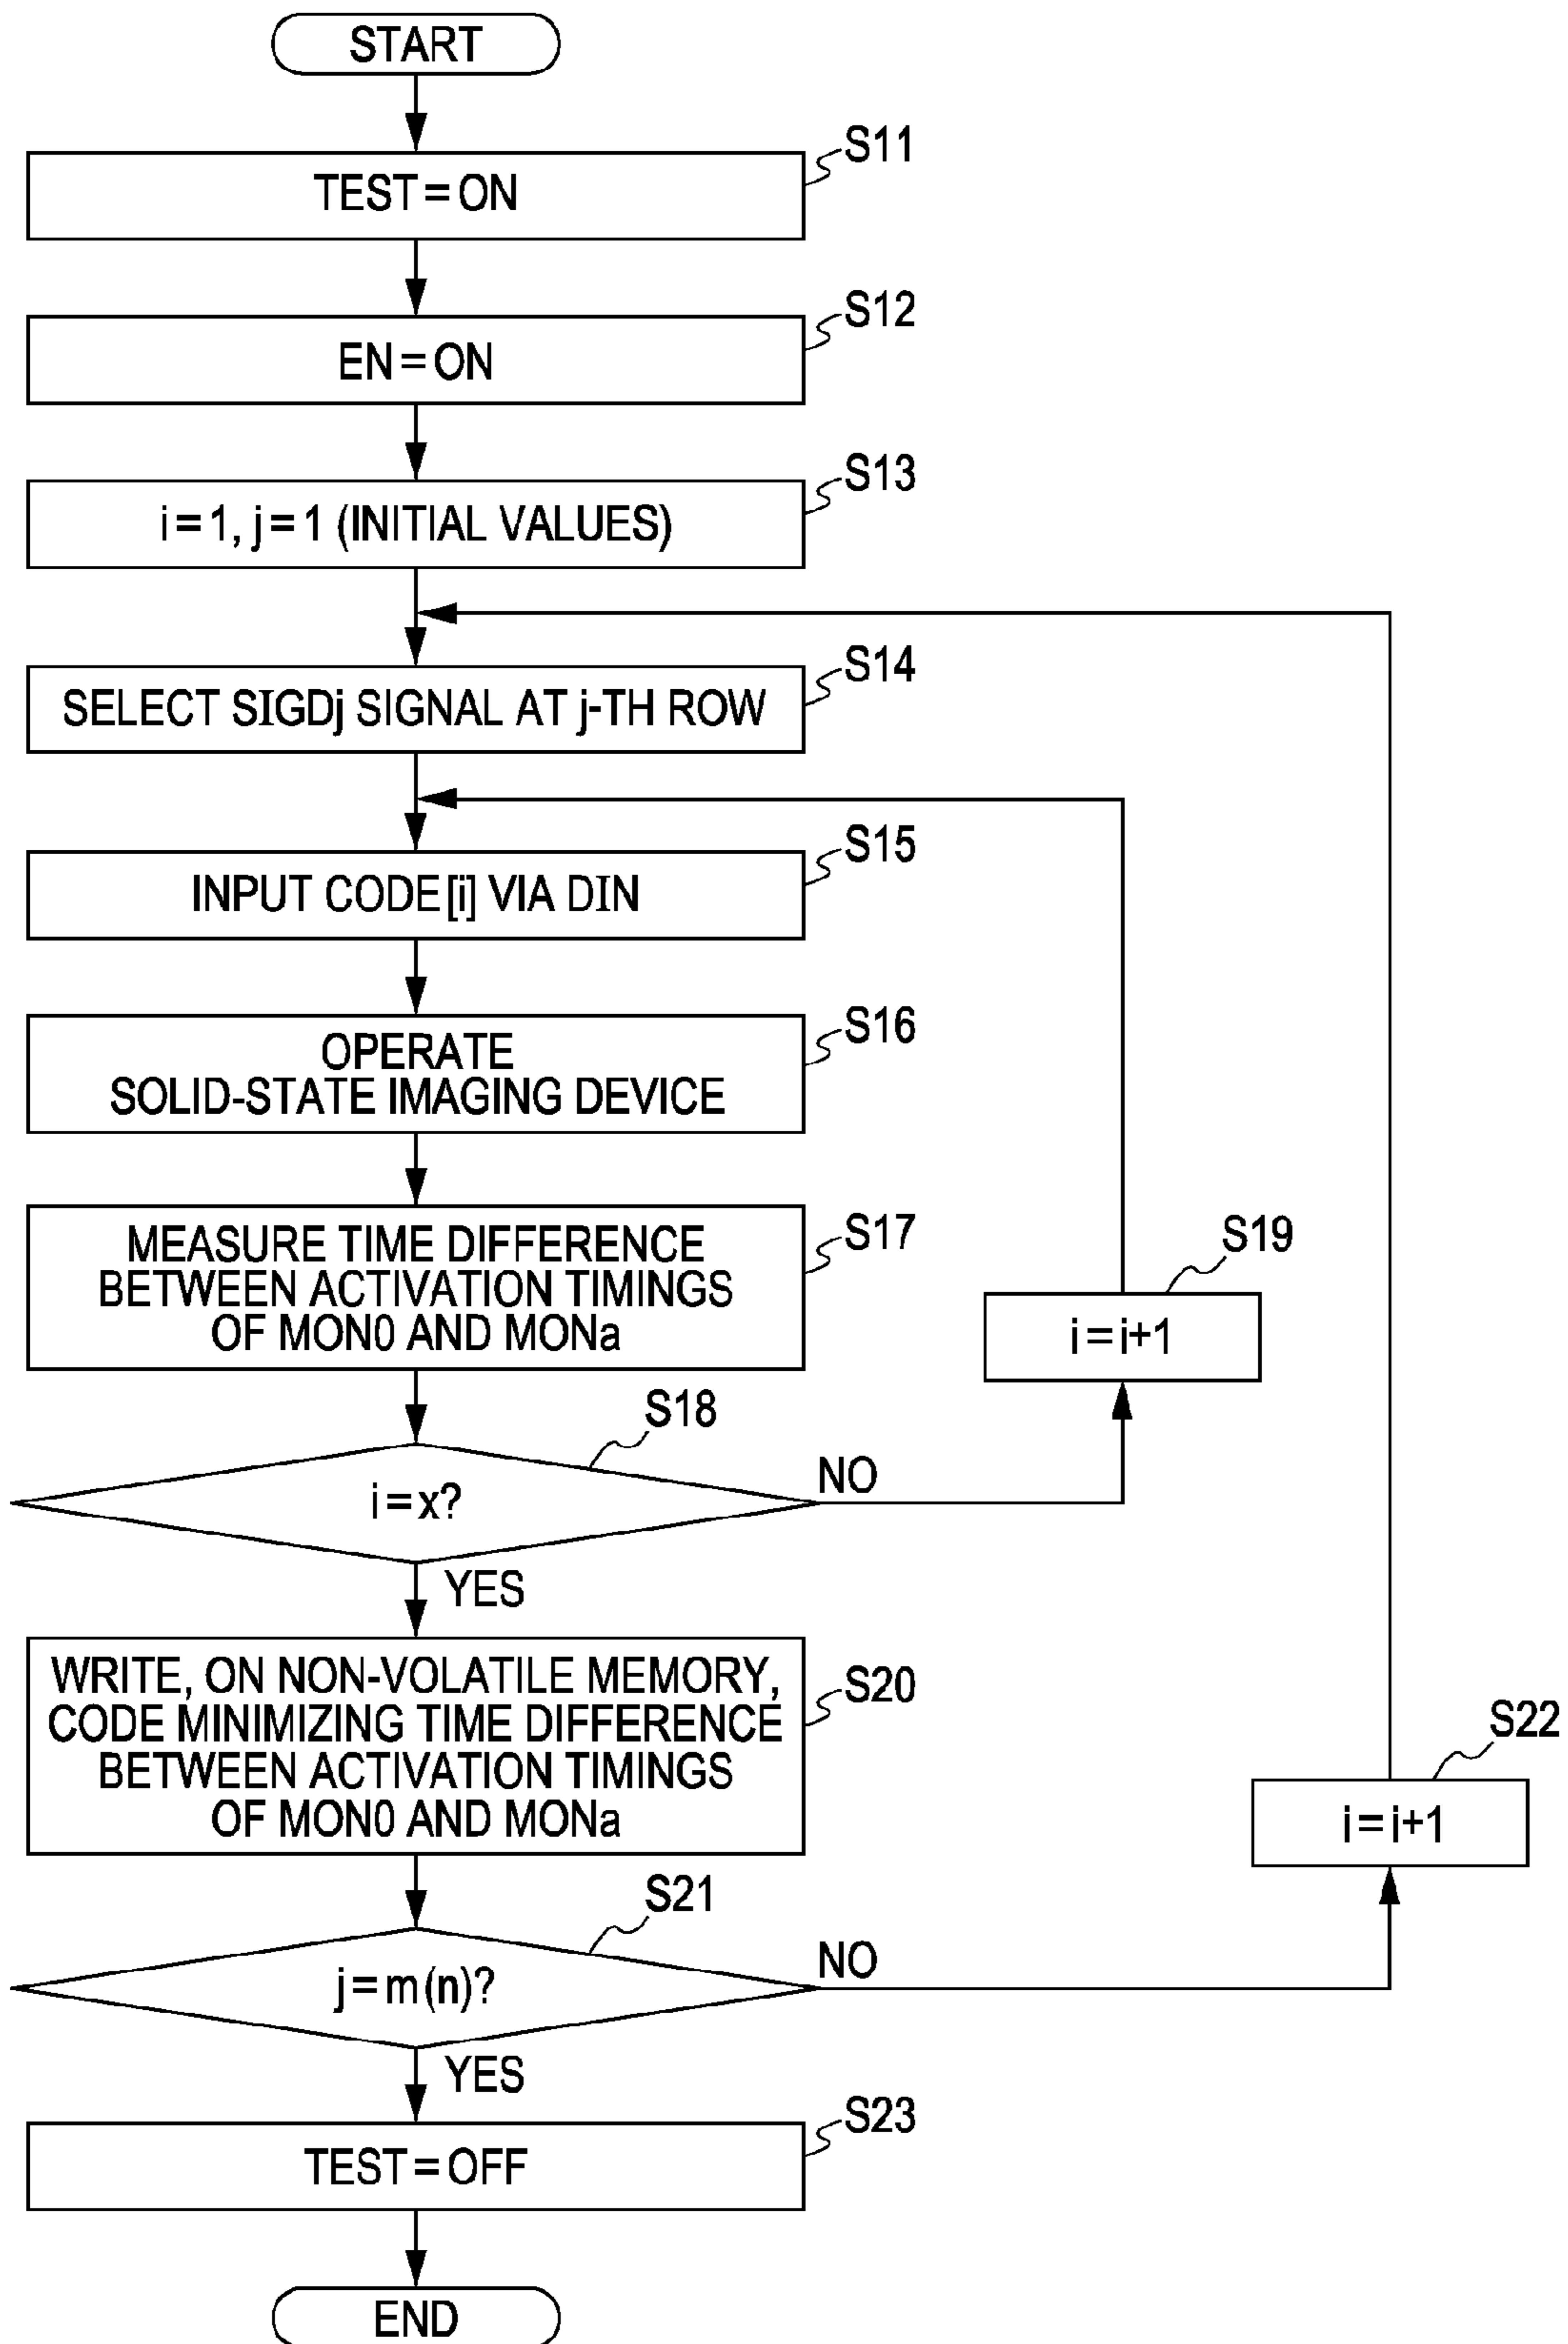 START
S11
TEST=ON
S12
EN=ON
S13
i=1, j=1 (INITIAL VALUES)
S14
SELECT SIGDj SIGNAL AT j-TH ROW
S15
INPUT CODE[i] VIA DIN
S16
OPERATE
SOLID-STATE IMAGING DEVICE
S17
MEASURE TIME DIFFERENCE
BETWEEN ACTIVATION TIMINGS
OF MON0 AND MONa
S19
i=i+1
S18
i=x?
NO
YES
S20
WRITE, ON NON-VOLATILE MEMORY,
CODE MINIMIZING TIME DIFFERENCE
BETWEEN ACTIVATION TIMINGS
OF MON0 AND MONa
S22
i=i+1
S21
j=m(n)?
NO
YES
S23
TEST=OFF
END